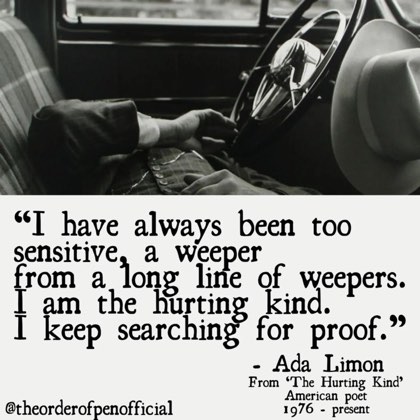 “I have always been too
sensitive, a weeper
from a long line of weepers.
I am the hurting kind.
I keep searching for proof.”
- Ada Limon
From ‘The Hurting Kind’
American poet
1976 - present
@theorderofpenofficial